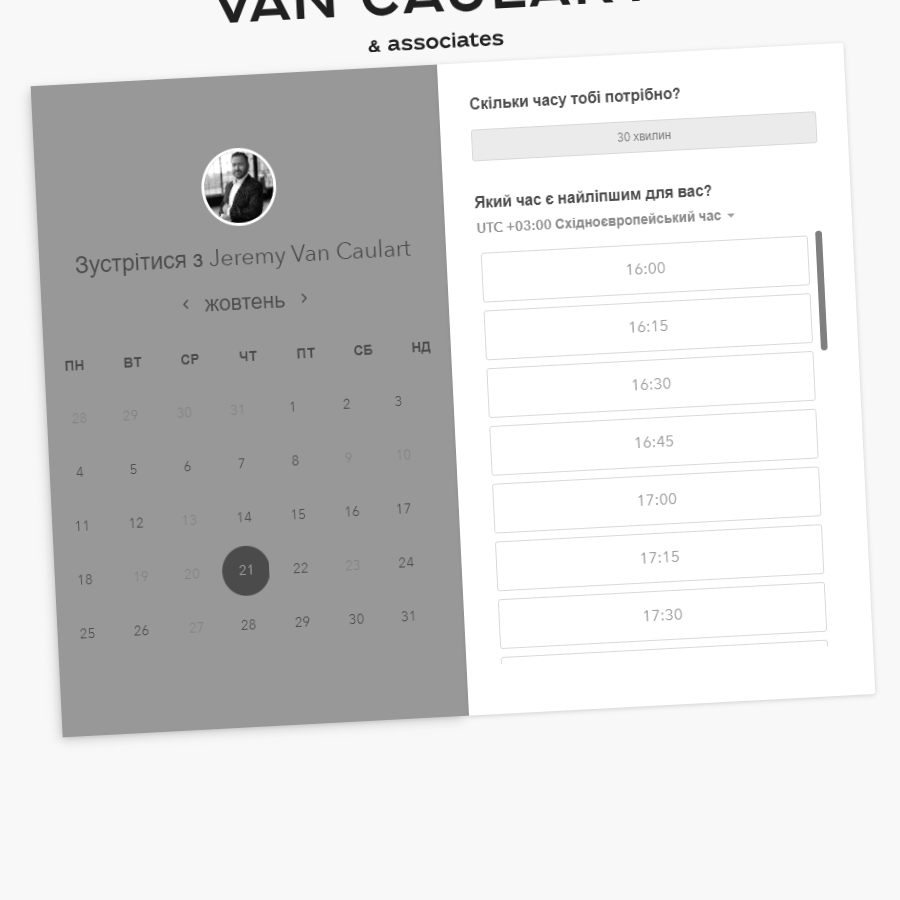 VAN CAULART
& associates
Зустрітися з Jeremy Van Caulart
жовтень
ПН ВТ СР ЧТ ПТ СБ НД
28 29 30 31 1 2 3
4 5 6 7 8 9 10
11 12 13 14 15 16 17
18 19 20 21 22 23 24
25 26 27 28 29 30 31
Скільки часу тобі потрібно?
30 хвилин
Який час є найліпшим для вас?
UTC +03:00 Східноєвропейський час
16:00
16:15
16:30
16:45
17:00
17:15
17:30